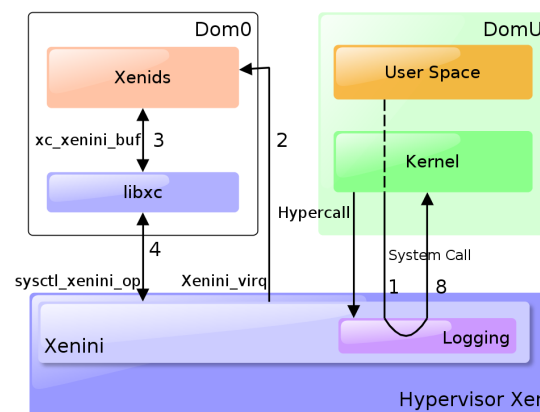 Dom0
DomU
Xenids
User Space
xc_xenini_buf
3
2
Kernel
libxc
Hypercall
4
System Call
sysctl_xenini_op
Xenini_virq
1
8
Xenini
Logging
Hypervisor